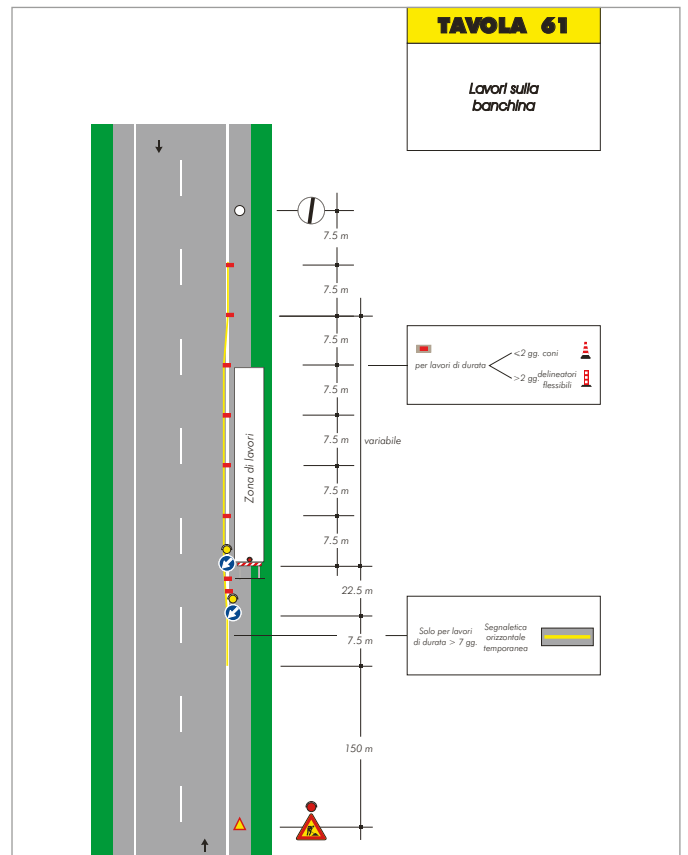 TAVOLA 61
Lavori sulla
banchina
7.5 m
7.5 m
7.5 m
7.5 m
7.5 m
7.5 m
7.5 m
variabile
22.5 m
7.5 m
150 m
Zona di lavori
per lavori di durata
<2 gg. coni
>2 gg. delineatori
flessibili
Solo per lavori
di durata > 7 gg.
Segnaletica
orizzontale
temporanea